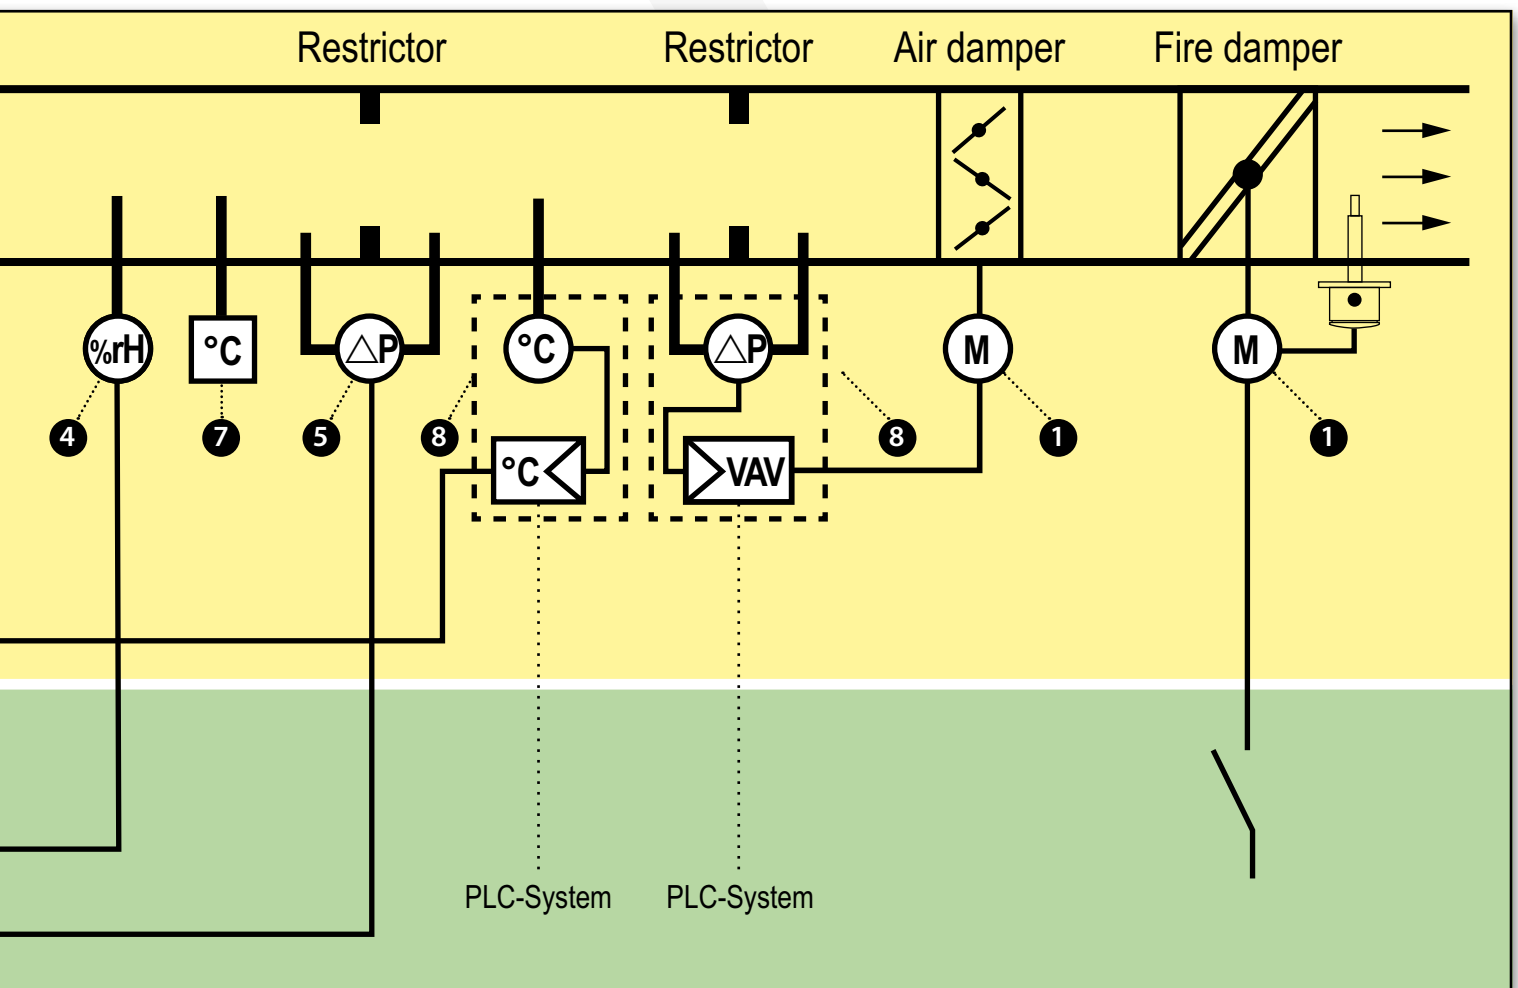 Restrictor Restrictor Air damper Fire damper
%rH °C △P °C △P M M
4 7 5 8 8 1 1
°C VAV
PLC-System PLC-System